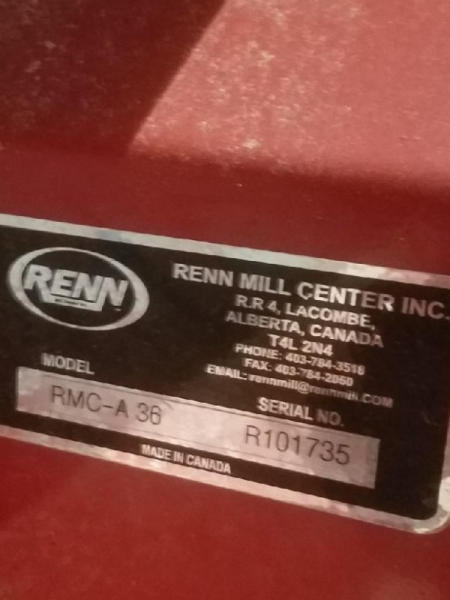 RENN
RENN MILL CENTER INC.
R.R 4, LACOMBE,
ALBERTA, CANADA
T4L 2N4
PHONE: 403-784-3518
FAX: 403-784-2060
EMAIL: rennmill@rennmill.COM
MODEL
SERIAL NO.
RMC-A 36
R101735
MADE IN CANADA